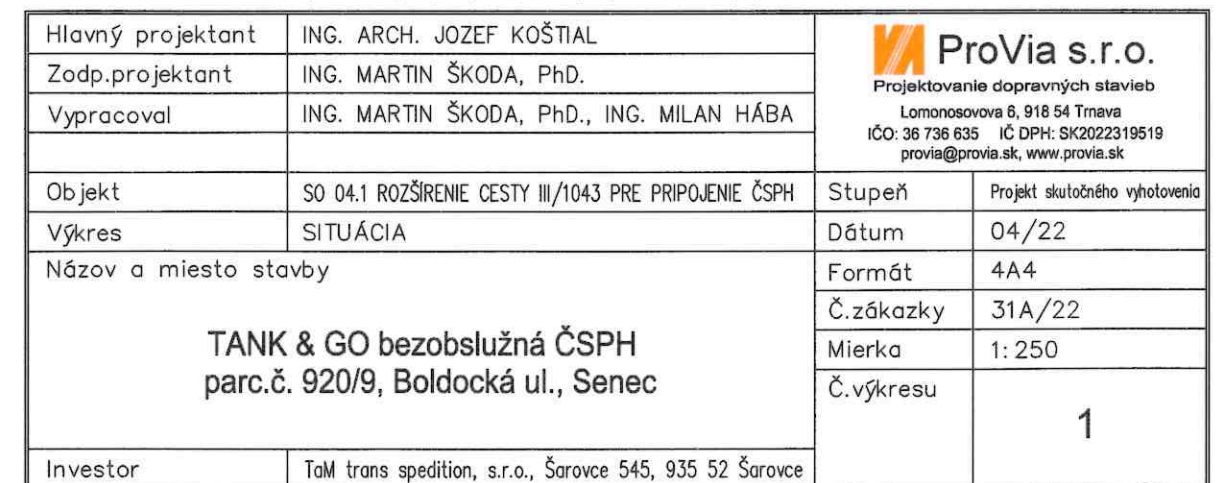 Hlavný projektant ING. ARCH. JOZEF KOŠTIAL
Zodp.projektant ING. MARTIN ŠKODA, PhD.
Vypracoval ING. MARTIN ŠKODA, PhD., ING. MILAN HÁBA
ProVia s.r.o.
Projektovanie dopravných stavieb
Lomonosovova 6, 918 54 Trnava
IČO: 36 736 635 IČ DPH: SK2022319519
provia@provia.sk, www.provia.sk
Objekt SO 04.1 ROZŠÍRENIE CESTY III/1043 PRE PRIPOJENIE ČSPH
Výkres SITUÁCIA
Názov a miesto stavby
TANK & GO bezobslužná ČSPH
parc.č. 920/9, Boldocká ul., Senec
Investor TaM trans spedition, s.r.o., Šarovce 545, 935 52 Šarovce
Stupeň Projekt skutočného vyhotovenia
Dátum 04/22
Formát 4A4
Č.zákazky 31A/22
Mierka 1:250
Č.výkresu 1